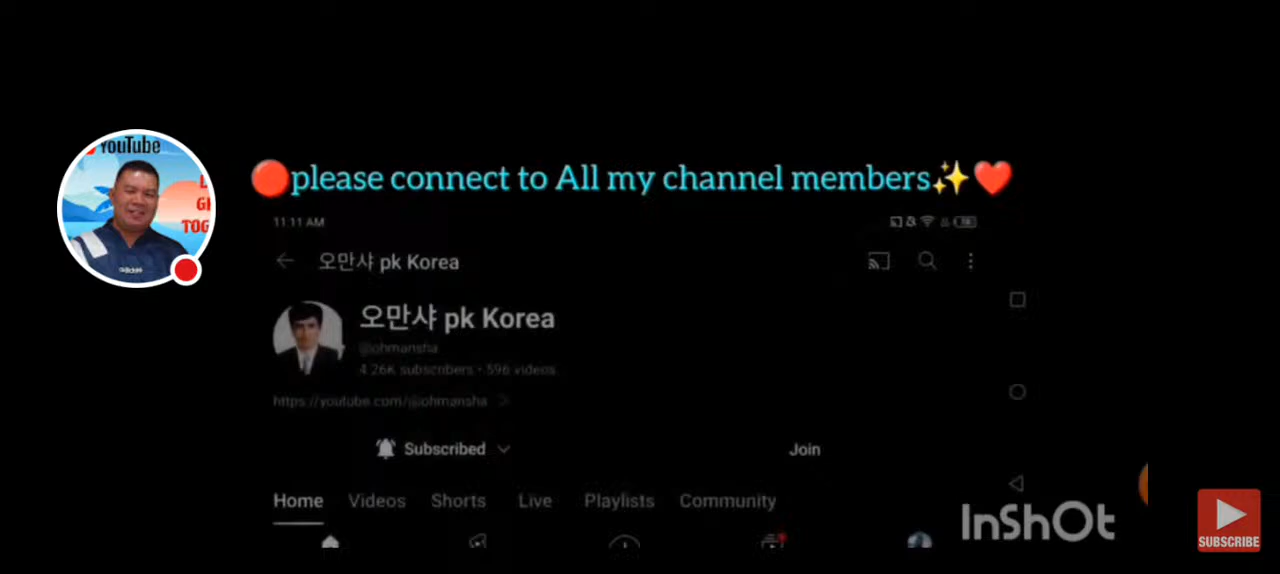 YouTube
🔴please connect to All my channel members✨❤️
11:11 AM
오만샤 pk Korea
오만샤 pk Korea
@ohmansha
4.26K subscribers • 596 videos
https://youtube.com/@ohmansha
Subscribed
Join
Home Videos Shorts Live Playlists Community
adidas
InShOt
SUBSCRIBE